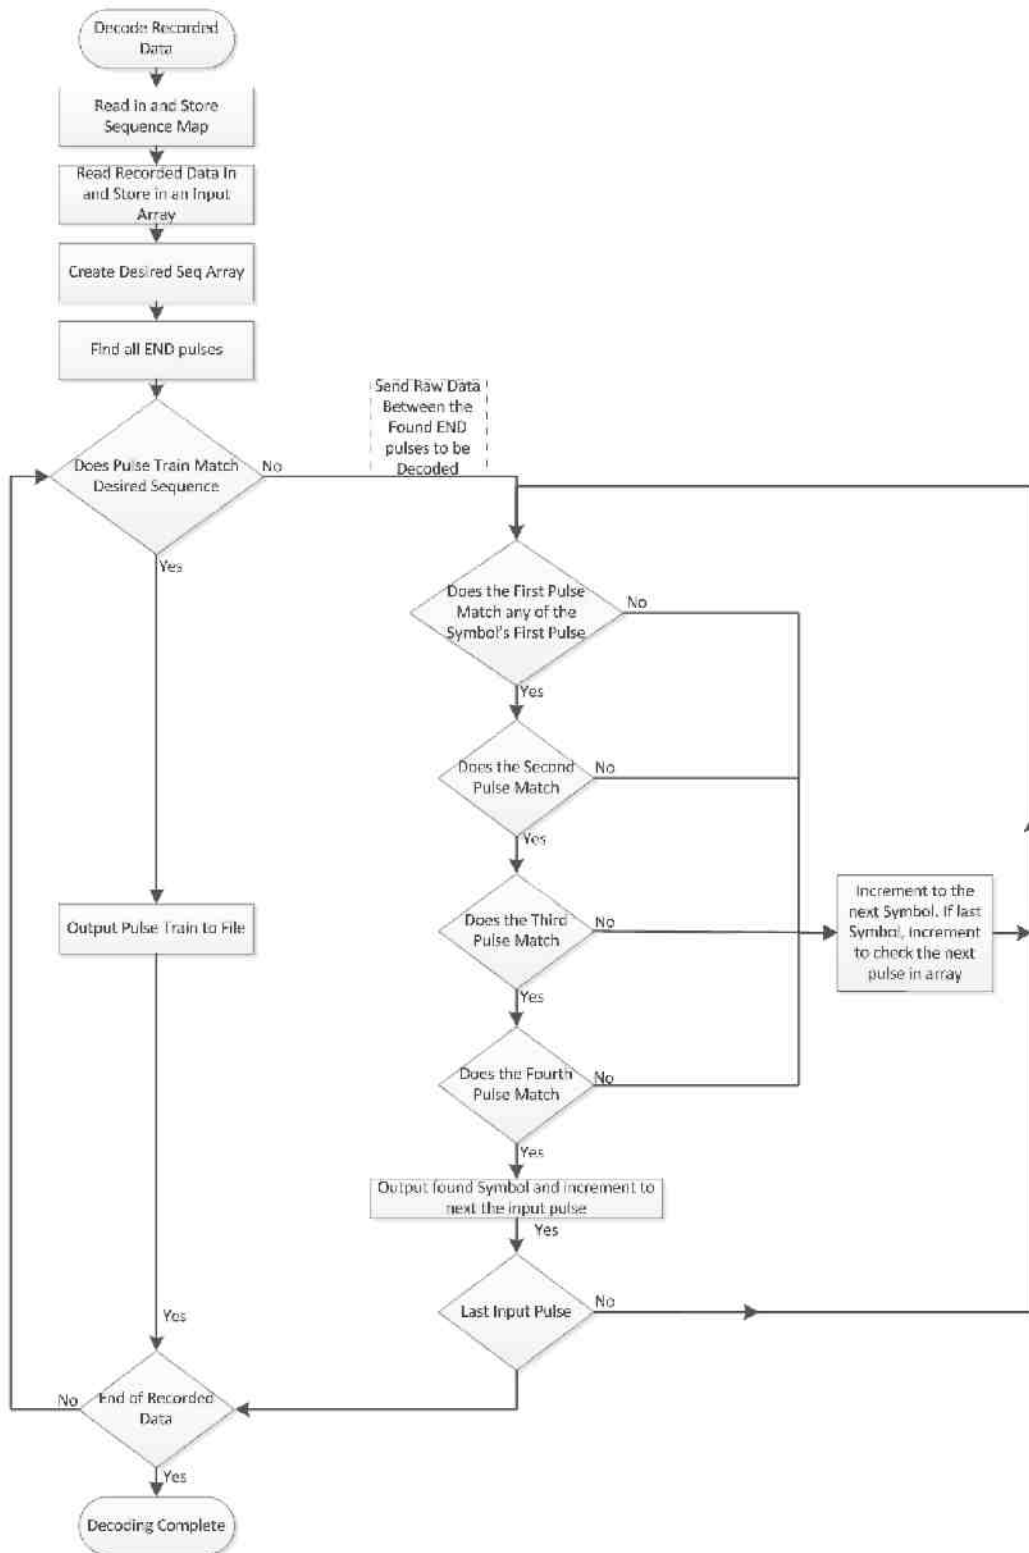 Decode Recorded
Data
Read in and Store
Sequence Map
Read Recorded Data In
and Store in an Input
Array
Create Desired Seq Array
Find all END pulses
Does Pulse Train Match
Desired Sequence
No
Yes
Send Raw Data
Between the
Found END
pulses to be
Decoded
Does the First Pulse
Match any of the
Symbol's First Pulse
No
Yes
Does the Second
Pulse Match
No
Yes
Does the Third
Pulse Match
No
Yes
Does the Fourth
Pulse Match
No
Yes
Increment to the
next Symbol. If last
Symbol, increment
to check the next
pulse in array
Output found Symbol and increment to
next the input pulse
Yes
Last Input Pulse
No
Output Pulse Train to File
Yes
End of Recorded
Data
No
Yes
Decoding Complete